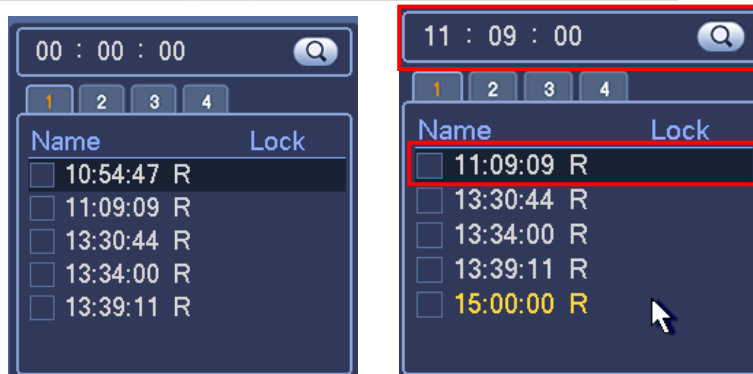 00 : 00 : 00
1 2 3 4
Name Lock
10:54:47 R
11:09:09 R
13:30:44 R
13:34:00 R
13:39:11 R
11 : 09 : 00
1 2 3 4
Name Lock
11:09:09 R
13:30:44 R
13:34:00 R
13:39:11 R
15:00:00 R